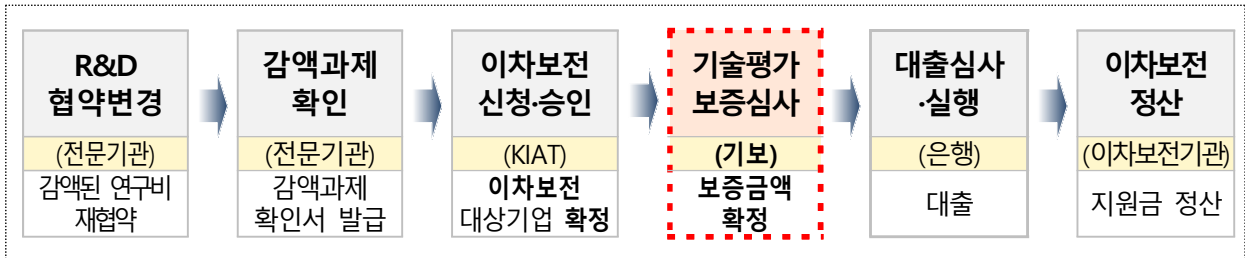 R&D
협약변경
(전문기관)
감액된 연구비
재협약
감액과제
확인
(전문기관)
감액과제
확인서 발급
이차보전
신청·승인
(KIAT)
이차보전
대상기업 확정
기술평가
보증심사
(기보)
보증금액
확정
대출심사
·실행
(은행)
대출
이차보전
정산
(이차보전기관)
지원금 정산